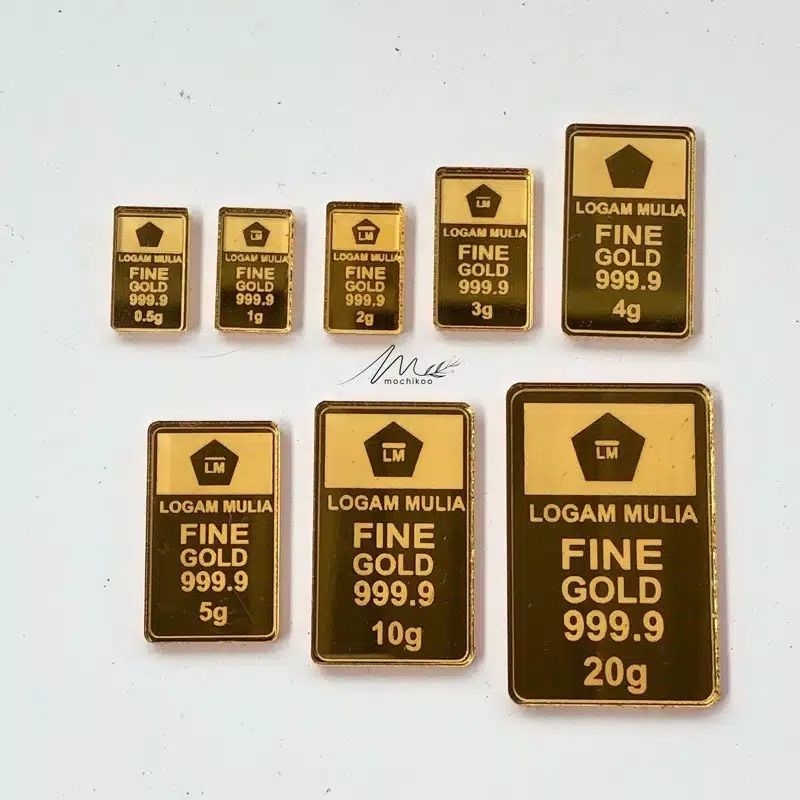 LOGAM MULIA
FINE
GOLD
999.9
0.5g
LM
LOGAM MULIA
FINE
GOLD
999.9
1g
LM
LOGAM MULIA
FINE
GOLD
999.9
2g
LM
LOGAM MULIA
FINE
GOLD
999.9
3g
LOGAM MULIA
FINE
GOLD
999.9
4g
mochikoo
LM
LOGAM MULIA
FINE
GOLD
999.9
5g
LM
LOGAM MULIA
FINE
GOLD
999.9
10g
LM
LOGAM MULIA
FINE
GOLD
999.9
20g